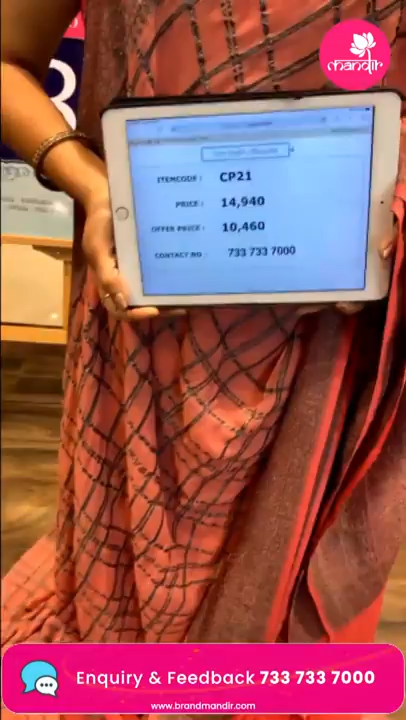 mandir
ITEMCODE : CP21
PRICE : 14,940
OFFER PRICE : 10,460
CONTACT NO : 733 733 7000
Enquiry & Feedback 733 733 7000
www.brandmandir.com